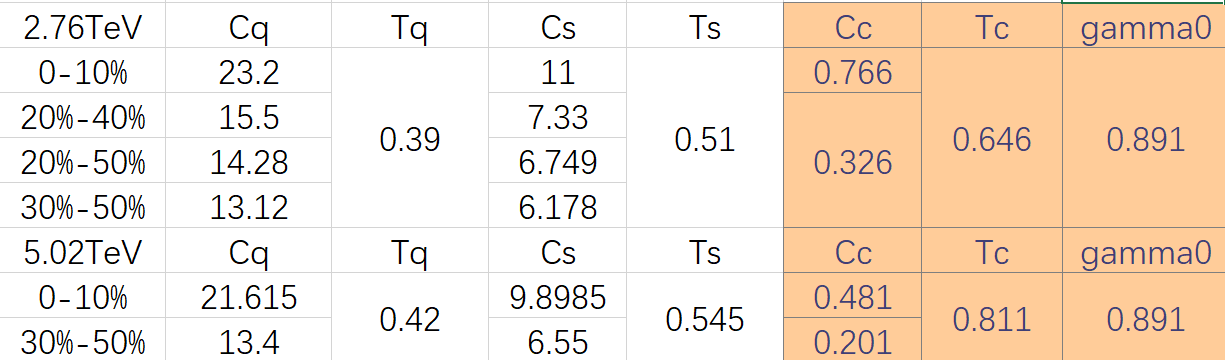 2.76TeV Cq Tq Cs Ts Cc Tc gamma0
0-10% 23.2 11 0.766
20%-40% 15.5 7.33
0.39 0.51 0.646 0.891
20%-50% 14.28 6.749 0.326
30%-50% 13.12 6.178
5.02TeV Cq Tq Cs Ts Cc Tc gamma0
0-10% 21.615 9.8985 0.481
0.42 0.545 0.811 0.891
30%-50% 13.4 6.55 0.201